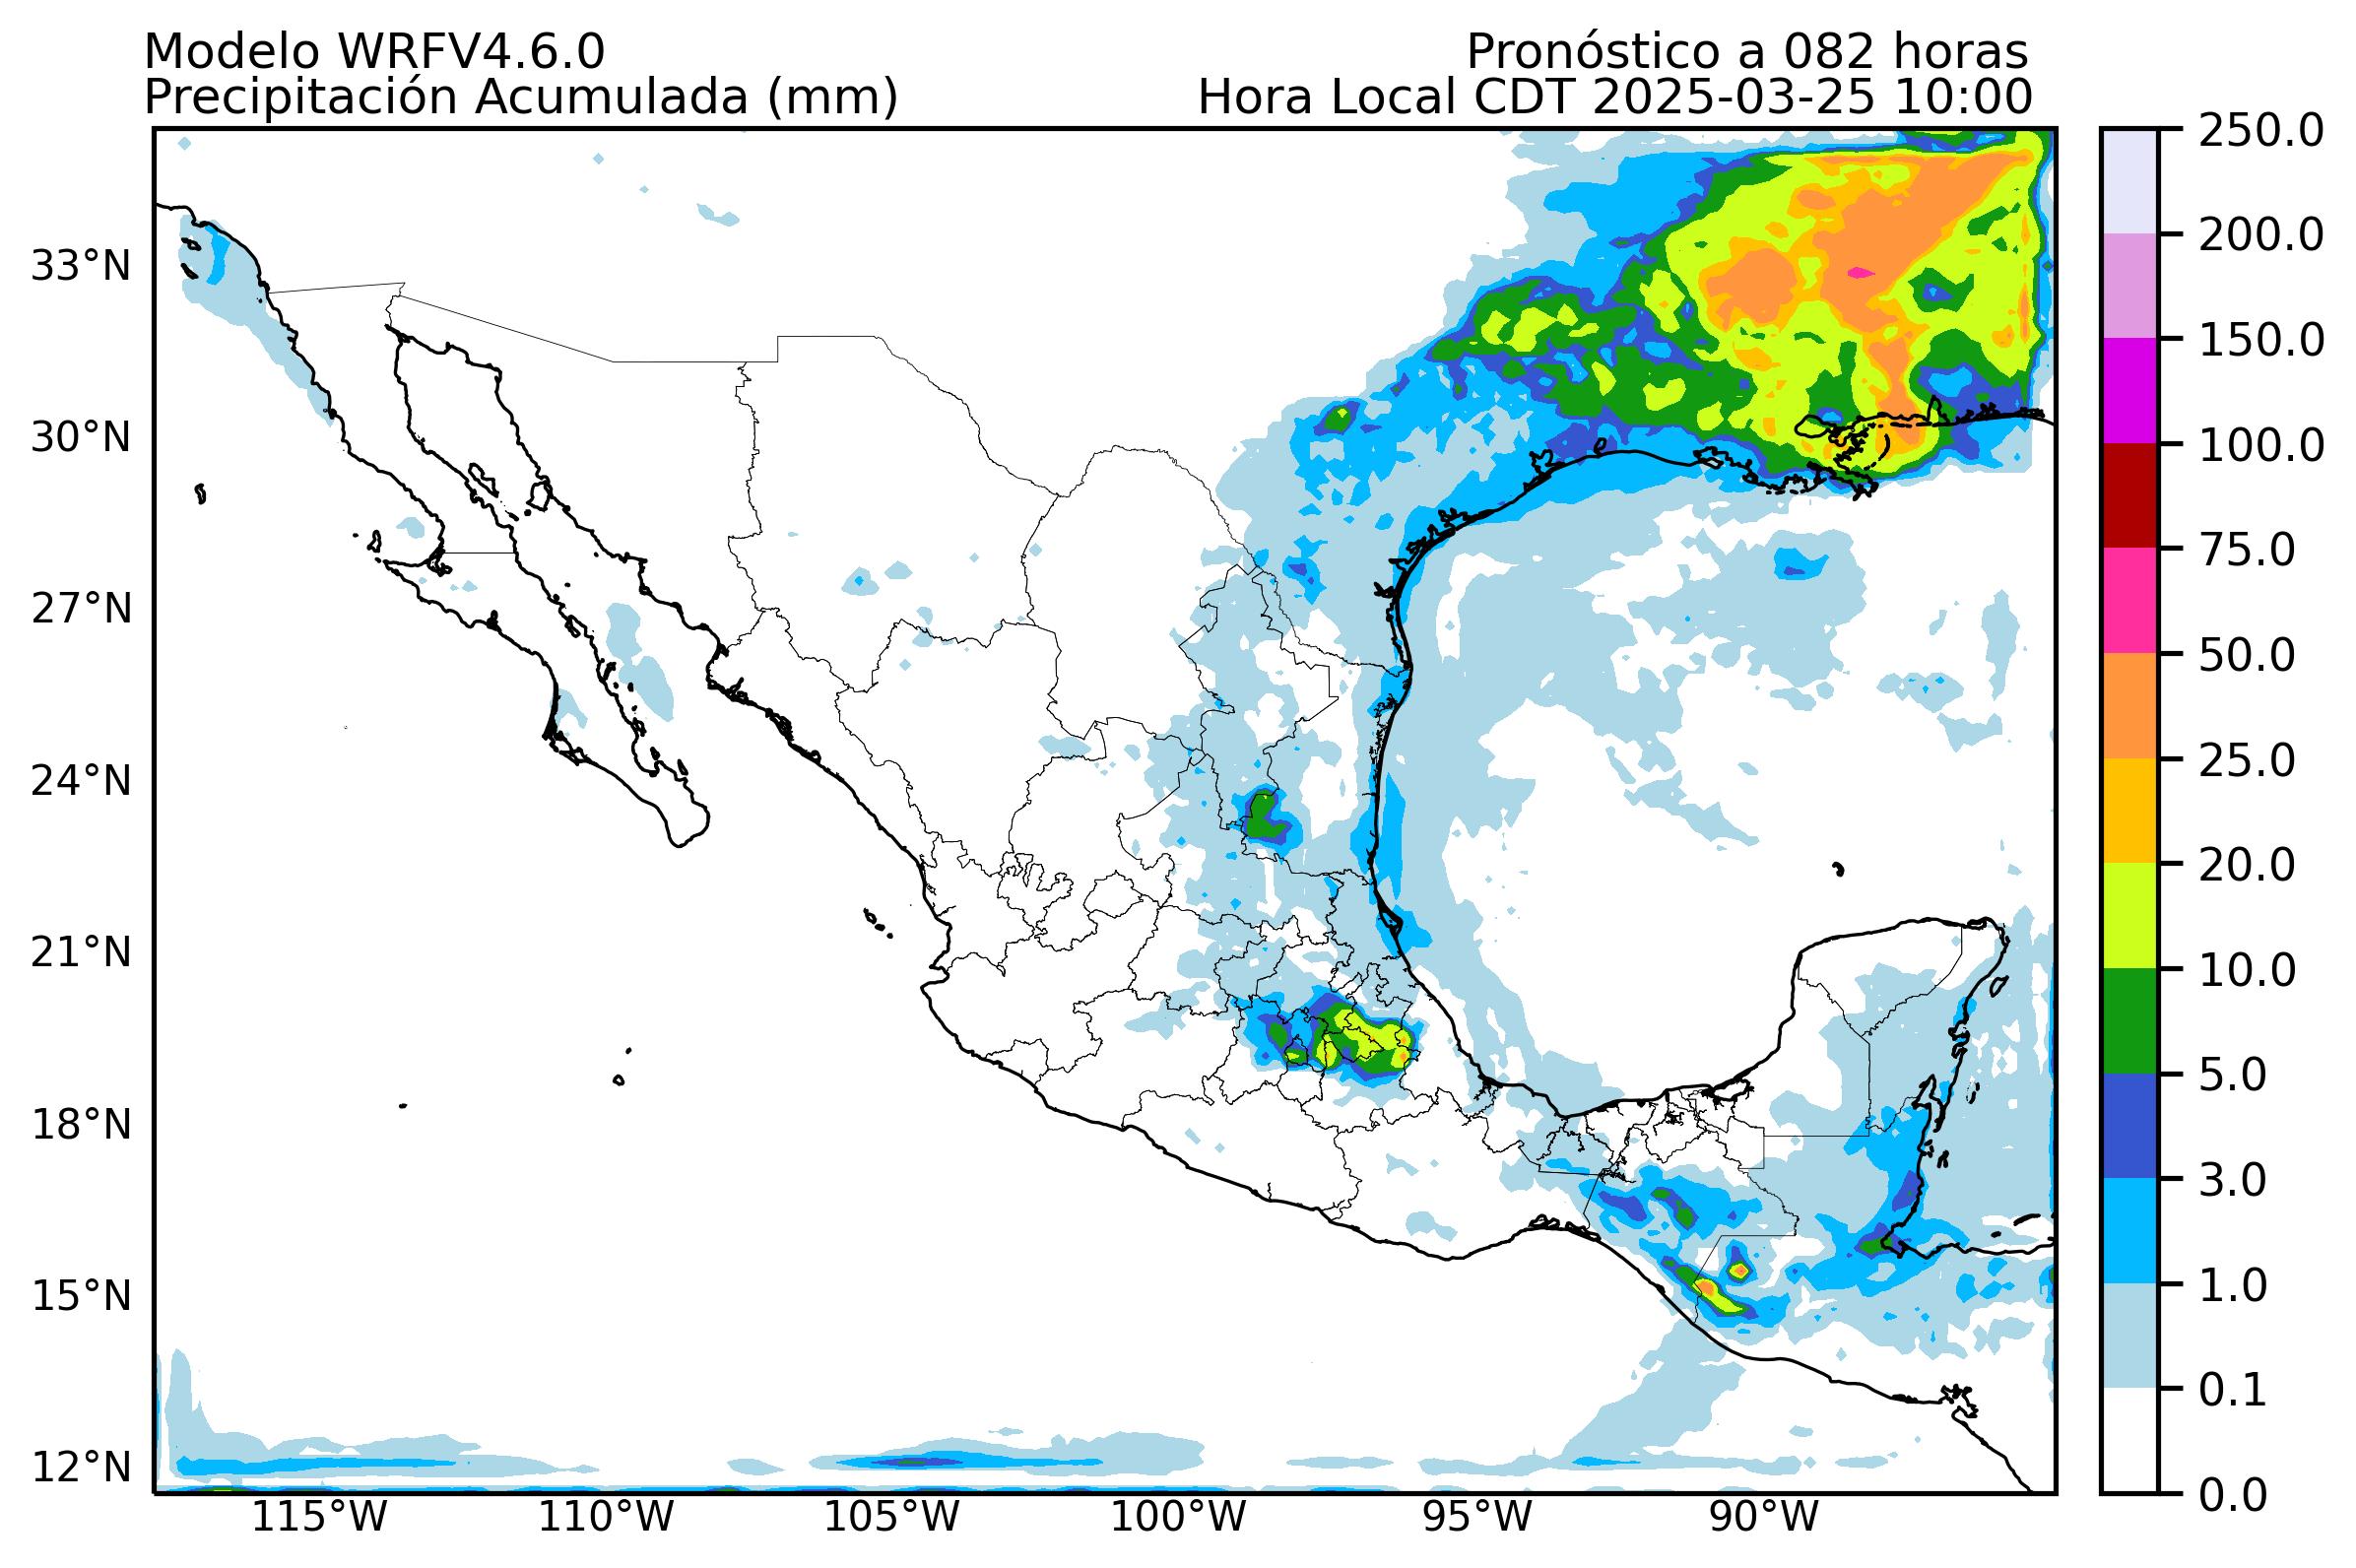 Modelo WRFV4.6.0
Pronóstico a 082 horas
Precipitación Acumulada (mm)
Hora Local CDT 2025-03-25 10:00
33°N
30°N
27°N
24°N
21°N
18°N
15°N
12°N
115°W
110°W
105°W
100°W
95°W
90°W
250.0
200.0
150.0
100.0
75.0
50.0
25.0
20.0
10.0
5.0
3.0
1.0
0.1
0.0